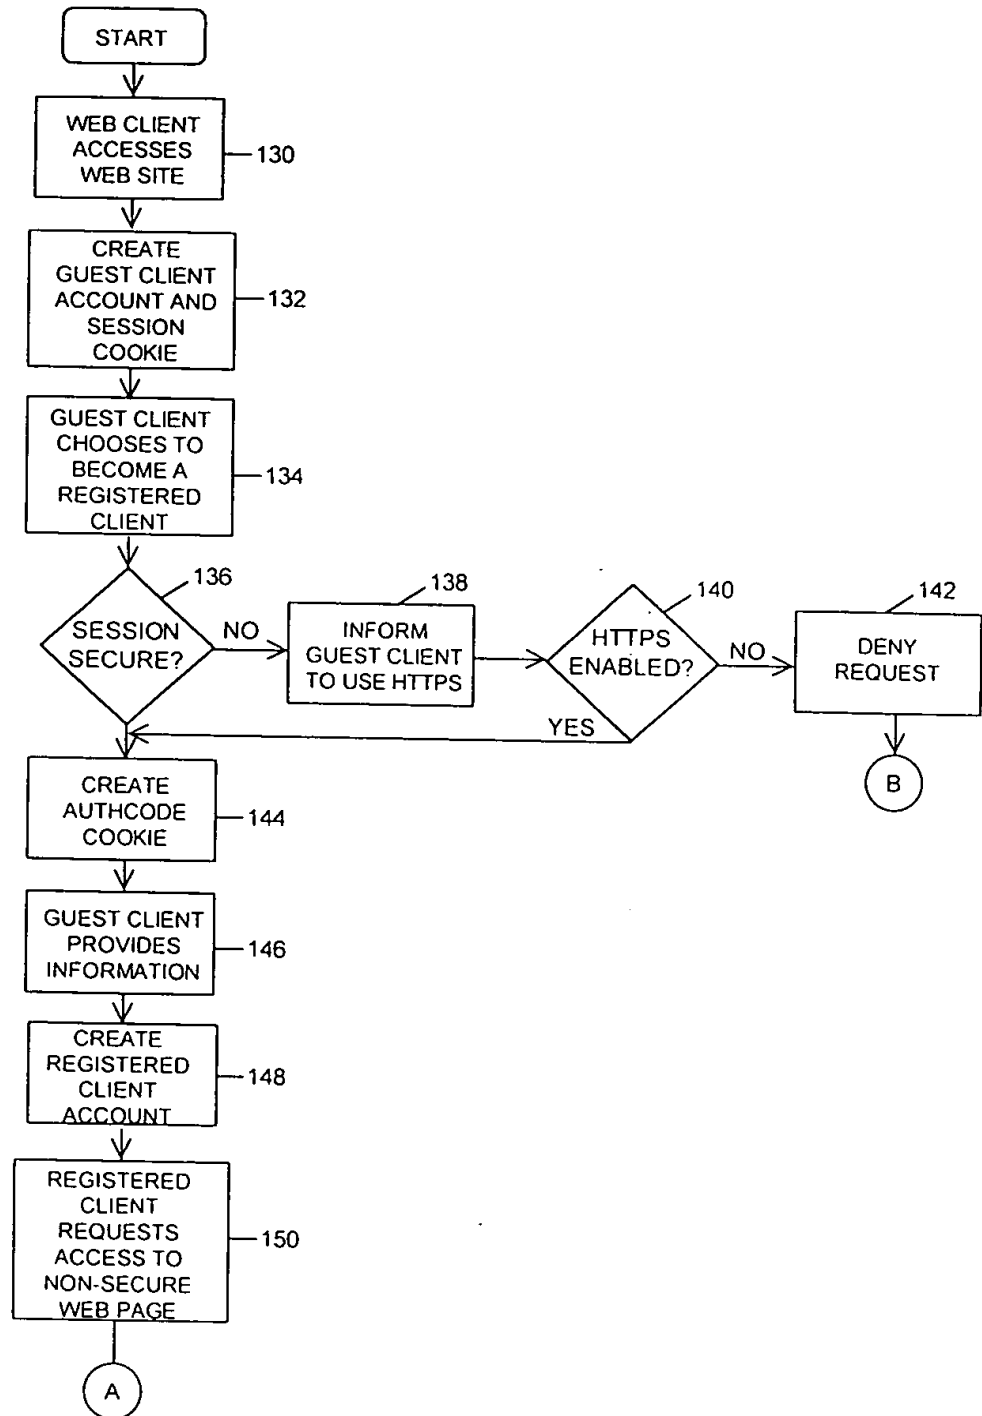 START
WEB CLIENT
ACCESSES
WEB SITE
130
CREATE
GUEST CLIENT
ACCOUNT AND
SESSION
COOKIE
132
GUEST CLIENT
CHOOSES TO
BECOME A
REGISTERED
CLIENT
134
136
SESSION
SECURE?
NO
138
INFORM
GUEST CLIENT
TO USE HTTPS
140
HTTPS
ENABLED?
NO
142
DENY
REQUEST
YES
B
CREATE
AUTHCODE
COOKIE
144
GUEST CLIENT
PROVIDES
INFORMATION
146
CREATE
REGISTERED
CLIENT
ACCOUNT
148
REGISTERED
CLIENT
REQUESTS
ACCESS TO
NON-SECURE
WEB PAGE
150
A